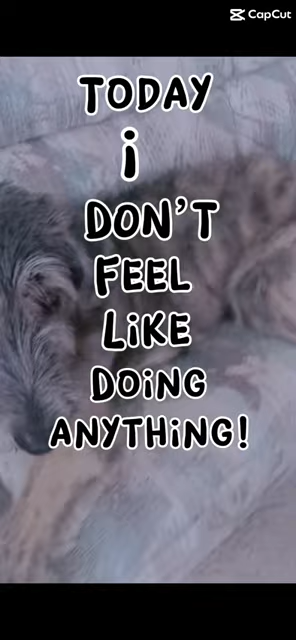 CapCut
TODAY
i
DON'T
FEEL
LiKE
DOiNG
ANYTHiNG!